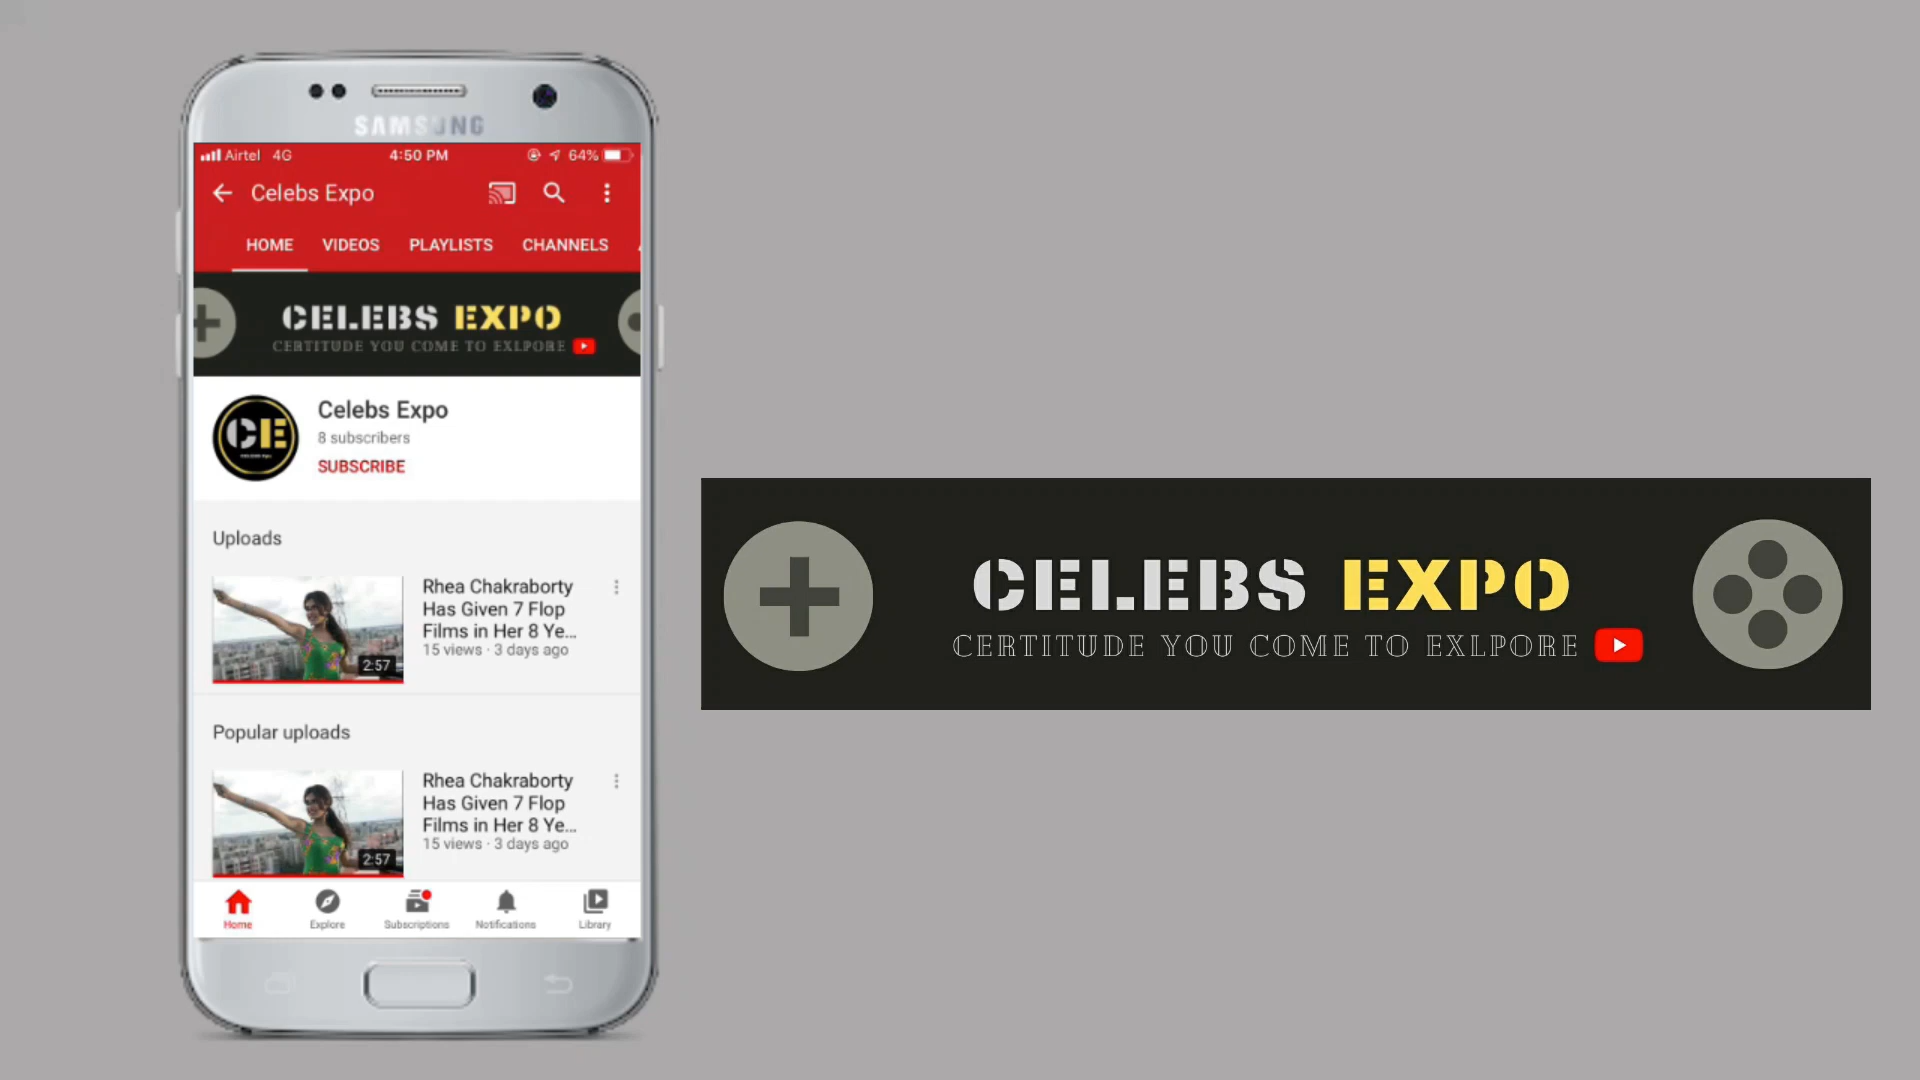 SAMSUNG
Airtel 4G 4:50 PM 64%
Celebs Expo
HOME VIDEOS PLAYLISTS CHANNELS
CELEBS EXPO
CERTITUDE YOU COME TO EXLPORE
CE
Celebs Expo
8 subscribers
SUBSCRIBE
Uploads
Rhea Chakraborty
Has Given 7 Flop
Films in Her 8 Ye...
15 views · 3 days ago
2:57
Popular uploads
Rhea Chakraborty
Has Given 7 Flop
Films in Her 8 Ye...
15 views · 3 days ago
2:57
Home Explore Subscriptions Notifications Library
CELEBS EXPO
CERTITUDE YOU COME TO EXLPORE